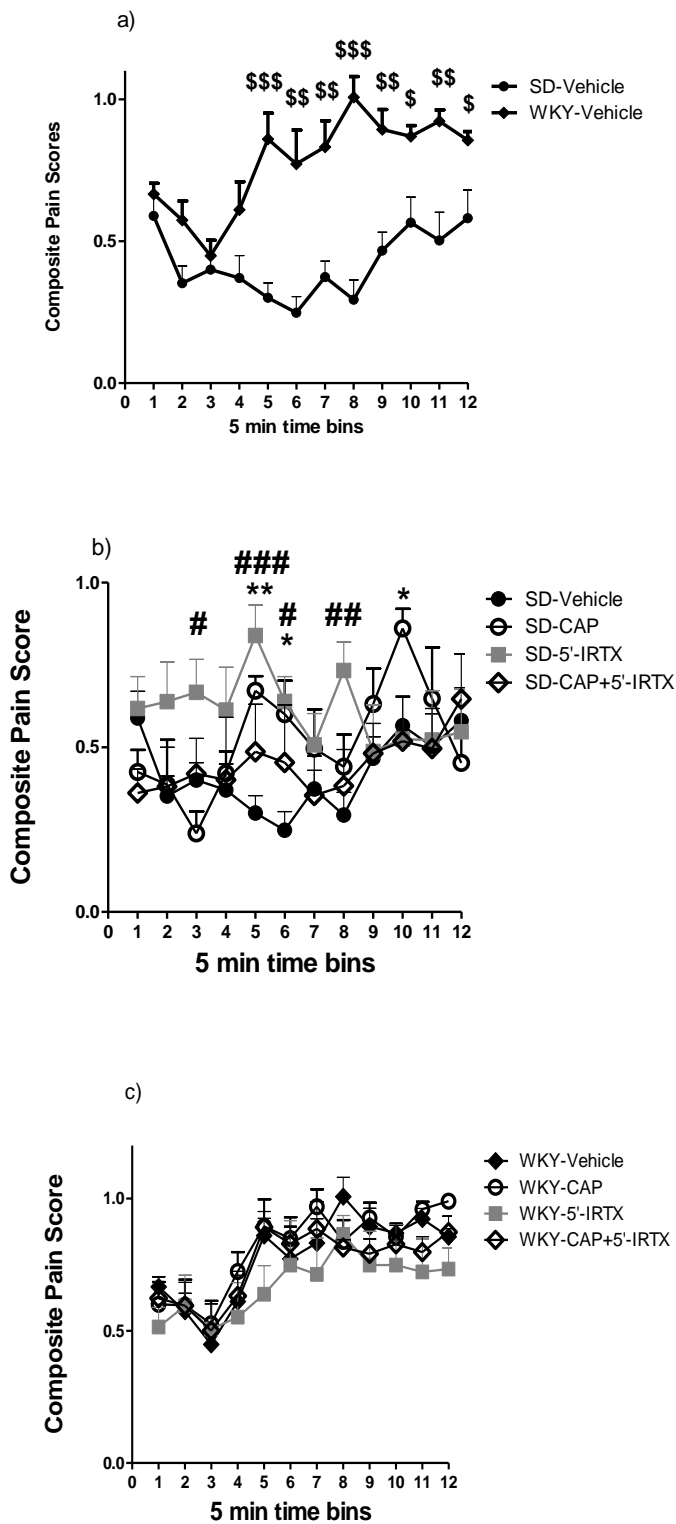 a)
$$$
$$$ $$ $$ $$ $ $$ $
SD-Vehicle
WKY-Vehicle
1.0
0.5
0.0
Composite Pain Scores
0 1 2 3 4 5 6 7 8 9 10 11 12
5 min time bins
b)
###
# ** # ## *
*
SD-Vehicle
SD-CAP
SD-5'-IRTX
SD-CAP+5'-IRTX
1.0
0.5
0.0
Composite Pain Score
0 1 2 3 4 5 6 7 8 9 10 11 12
5 min time bins
c)
WKY-Vehicle
WKY-CAP
WKY-5'-IRTX
WKY-CAP+5'-IRTX
1.0
0.5
0.0
Composite Pain Score
0 1 2 3 4 5 6 7 8 9 10 11 12
5 min time bins